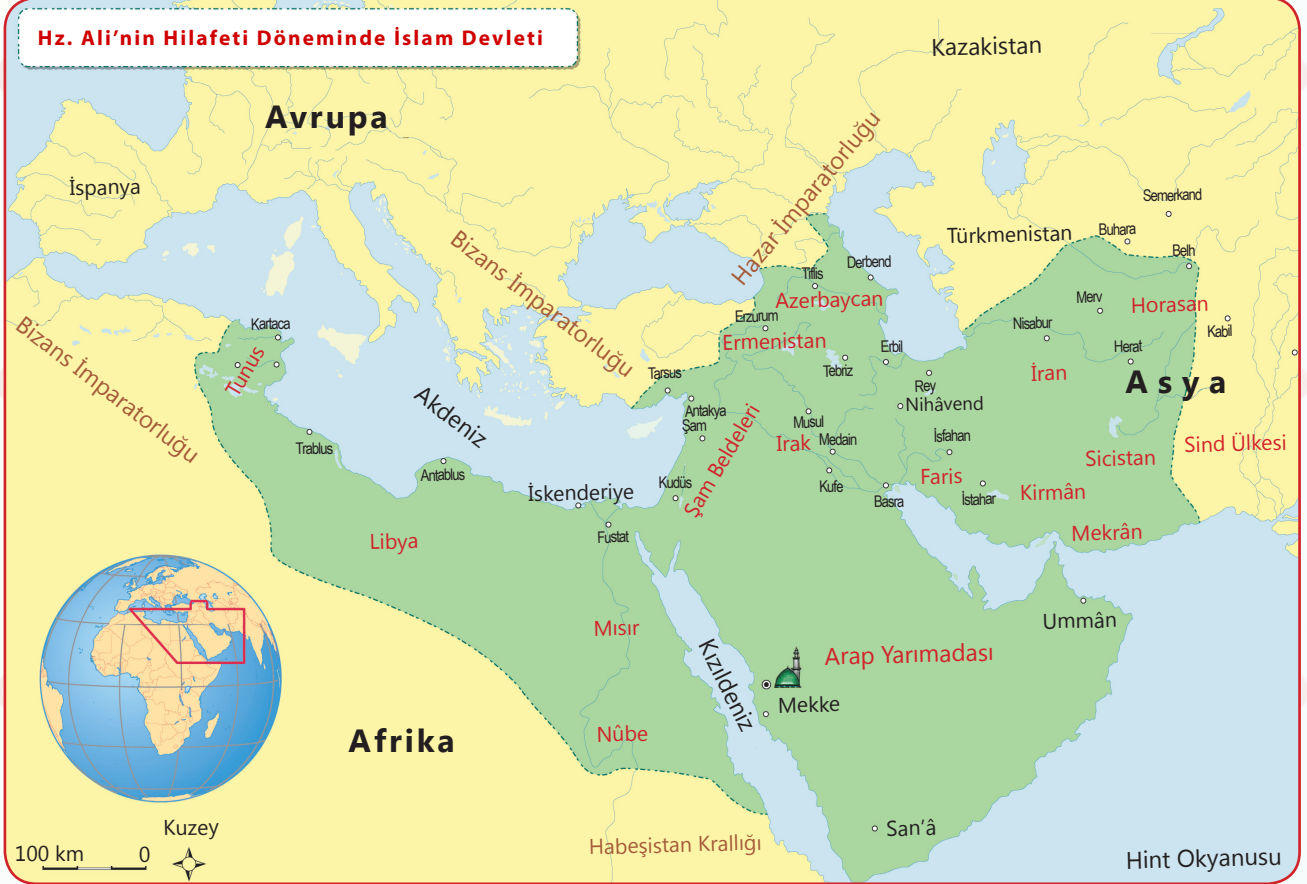 Hz. Ali’nin Hilafeti Döneminde İslam Devleti
Kazakistan
Avrupa
İspanya
Hazar İmparatorluğu
Semerkand
Türkmenistan
Buhara
Bizans İmparatorluğu
Belh
Derbend
Tiflis
Azerbaycan
Merv
Horasan
Erzurum
Kartaca
Nisabur
Kabil
Bizans İmparatorluğu
Ermenistan
Erbil
Herat
Tunus
Tebriz
İran
Asya
Tarsus
Rey
Nihâvend
Akdeniz
Antakya
Şam
Musul
Şam Beldeleri
Irak
Medain
İsfahan
Trablus
Sind Ülkesi
Sicistan
Antablus
Kudüs
Kufe
Faris
İskenderiye
Basra
İstahar
Kirmân
Fustat
Mekrân
Libya
Ummân
Mısır
Kızıldeniz
Arap Yarımadası
Mekke
Nûbe
Afrika
Kuzey
San’â
Habeşistan Krallığı
100 km 0
Hint Okyanusu